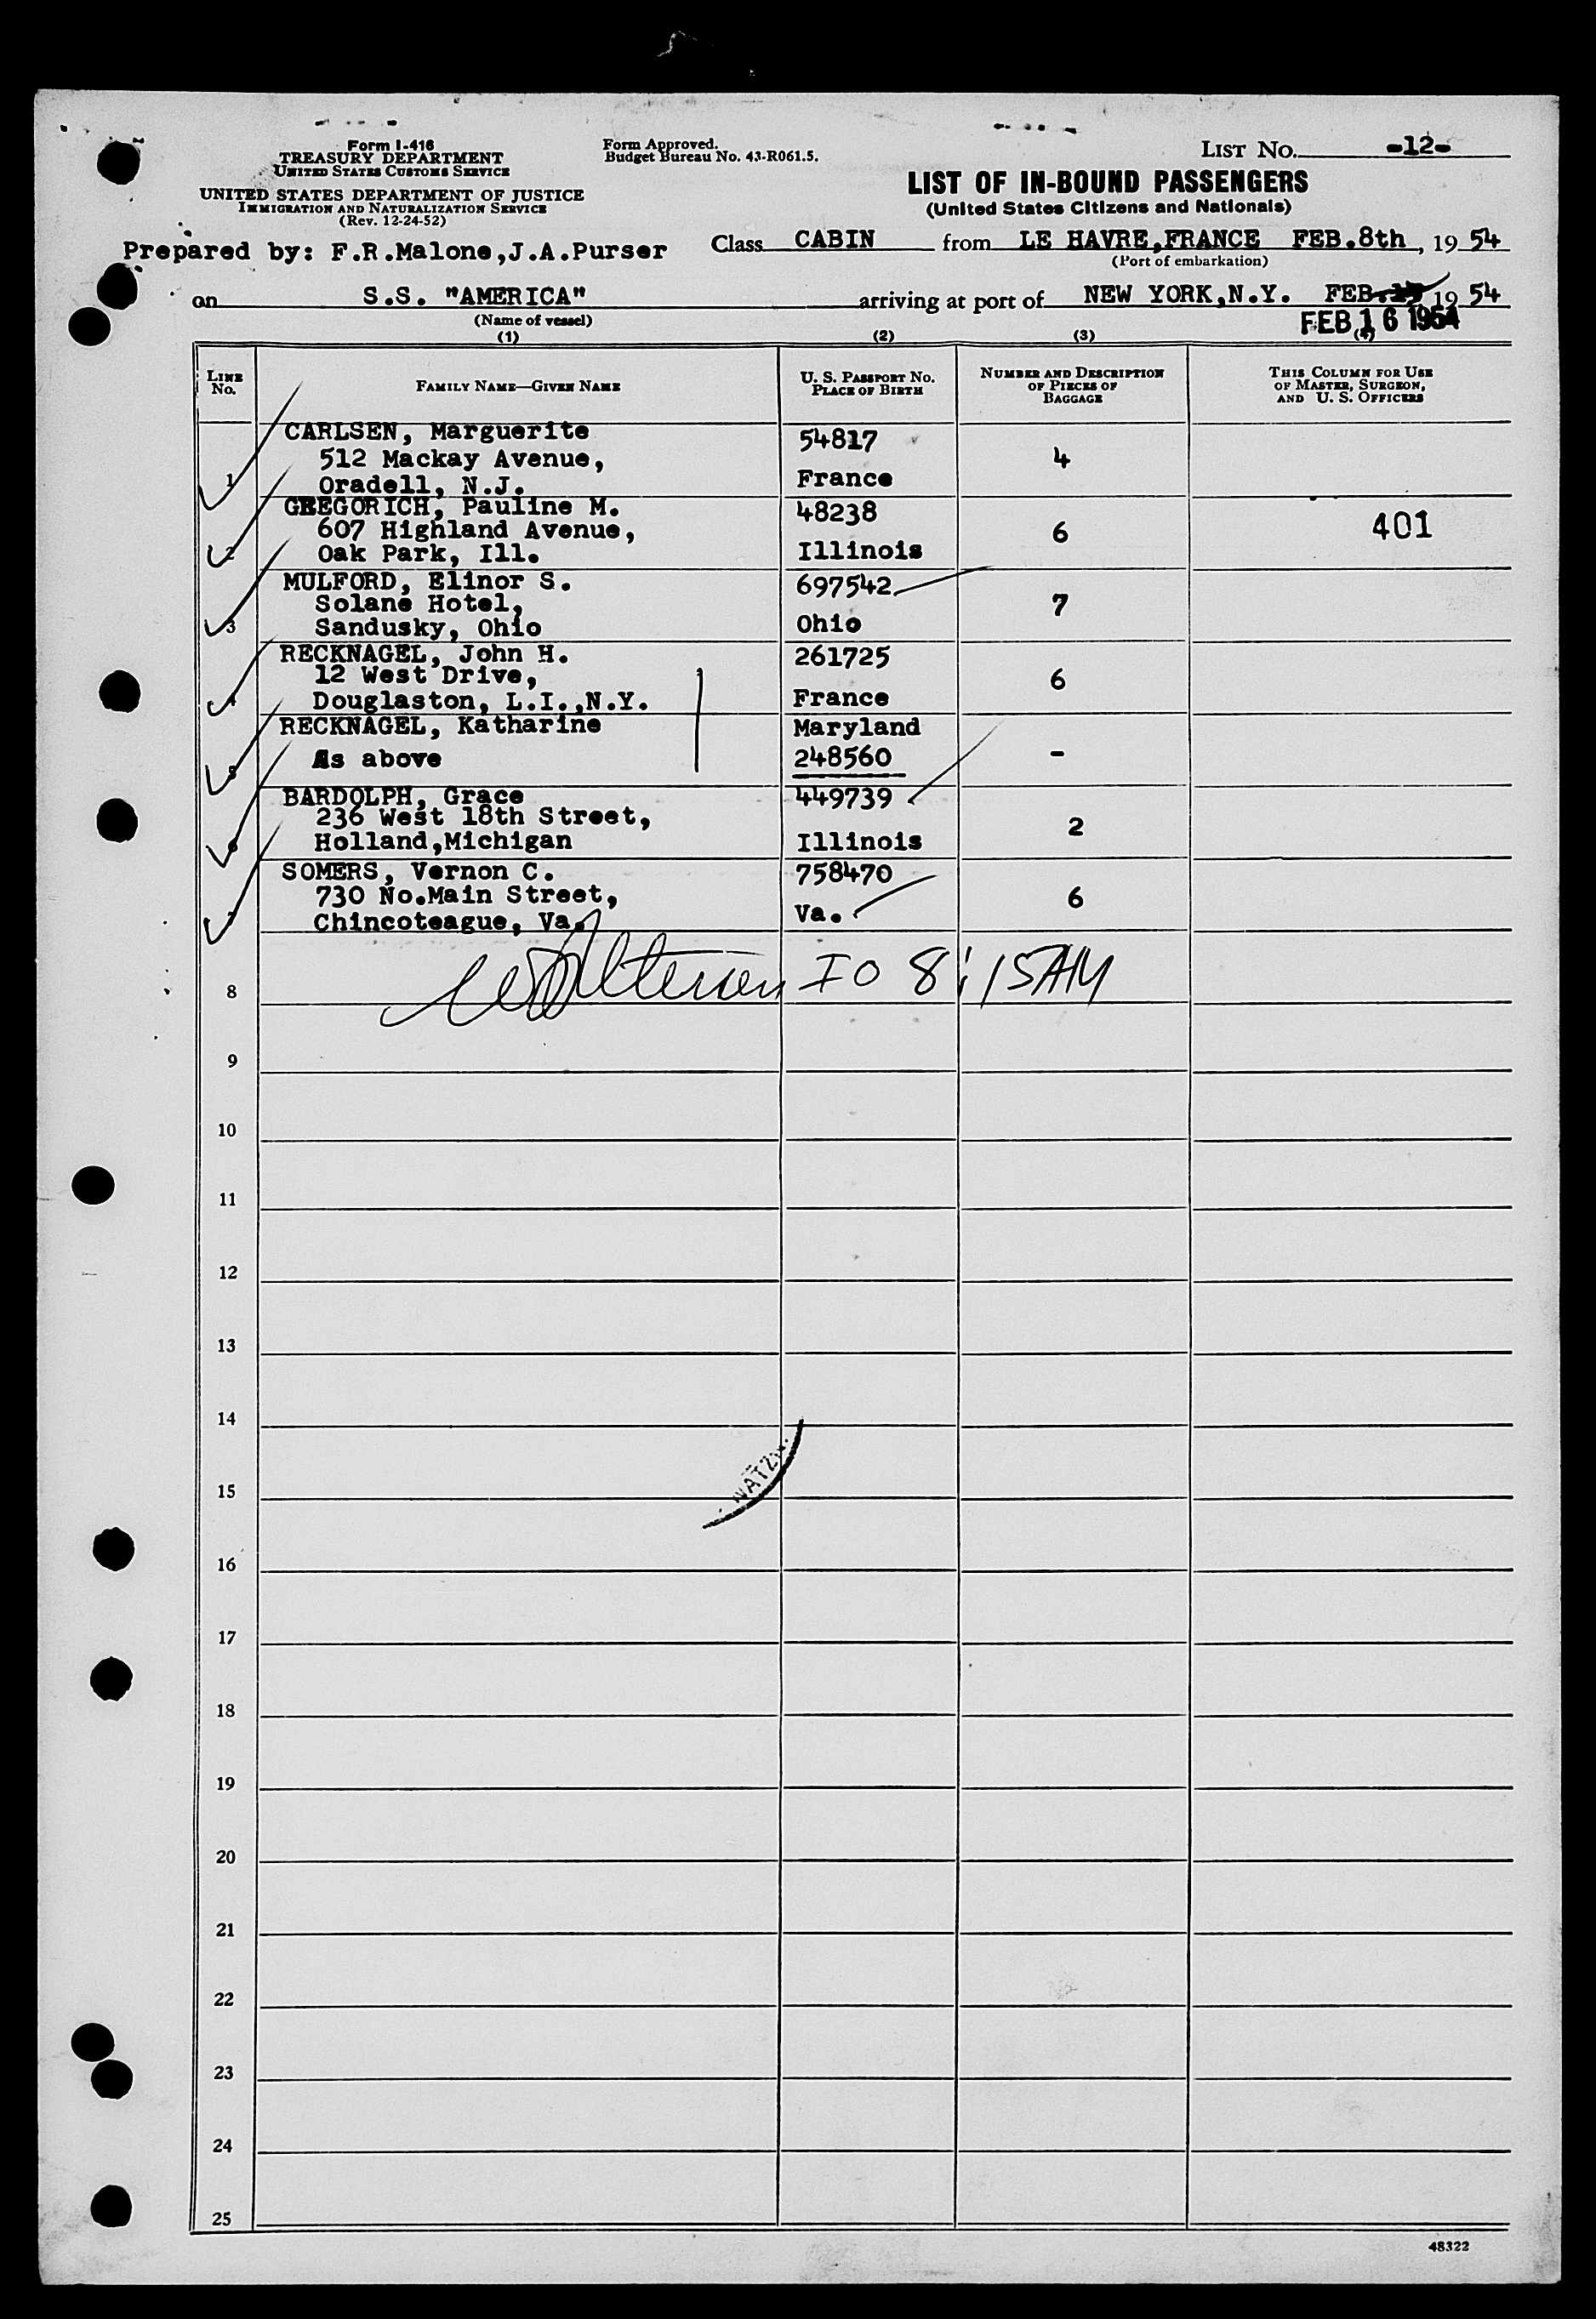 Form I-416
TREASURY DEPARTMENT
UNITED STATES CUSTOMS SERVICE
UNITED STATES DEPARTMENT OF JUSTICE
IMMIGRATION AND NATURALIZATION SERVICE
(Rev. 12-24-52)
Form Approved.
Budget Bureau No. 43-R061.5.
LIST NO. -12-
LIST OF IN-BOUND PASSENGERS
(United States Citizens and Nationals)
Prepared by: F.R.Malone,J.A.Purser
Class CABIN from LE HAVRE,FRANCE FEB.8th, 1954
(Port of embarkation)
on S.S. "AMERICA" arriving at port of NEW YORK,N.Y. FEB. 1954
(Name of vessel)
FEB 16 1954
(1) (2) (3) (4)
LINE No. FAMILY NAME—GIVEN NAME U. S. PASSPORT NO. PLACE OF BIRTH NUMBER AND DESCRIPTION OF PIECES OF BAGGAGE THIS COLUMN FOR USE OF MASTER, SURGEON, AND U. S. OFFICERS
CARLSEN, Marguerite 54817
512 Mackay Avenue, 4
1 Oradell, N.J. France
GREGORICH, Pauline M. 48238
607 Highland Avenue, 6 401
2 Oak Park, Ill. Illinois
MULFORD, Elinor S. 697542
Solane Hotel, 7
3 Sandusky, Ohio Ohio
RECKNAGEL, John H. 261725
12 West Drive, 6
4 Douglaston, L.I.,N.Y. France
RECKNAGEL, Katharine Maryland
5 As above 248560 -
BARDOLPH, Grace 449739
236 West 18th Street, 2
6 Holland,Michigan Illinois
SOMERS, Vernon C. 758470
730 No.Main Street, 6
7 Chincoteague, Va. Va.
8 IO 8:15AM
9
10
11
12
13
14
15
16
17
18
19
20
21
22
23
24
25
48322